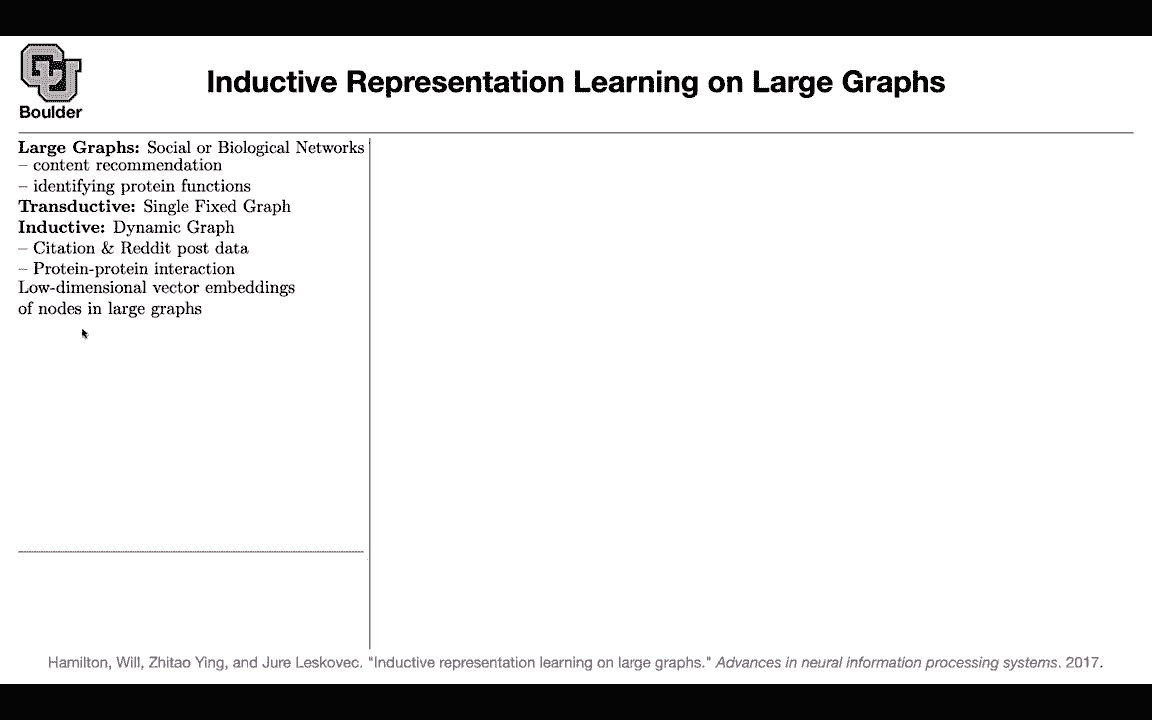 Boulder
Inductive Representation Learning on Large Graphs
Large Graphs: Social or Biological Networks
– content recommendation
– identifying protein functions
Transductive: Single Fixed Graph
Inductive: Dynamic Graph
– Citation & Reddit post data
– Protein-protein interaction
Low-dimensional vector embeddings
of nodes in large graphs
Hamilton, Will, Zhitao Ying, and Jure Leskovec. "Inductive representation learning on large graphs." Advances in neural information processing systems. 2017.